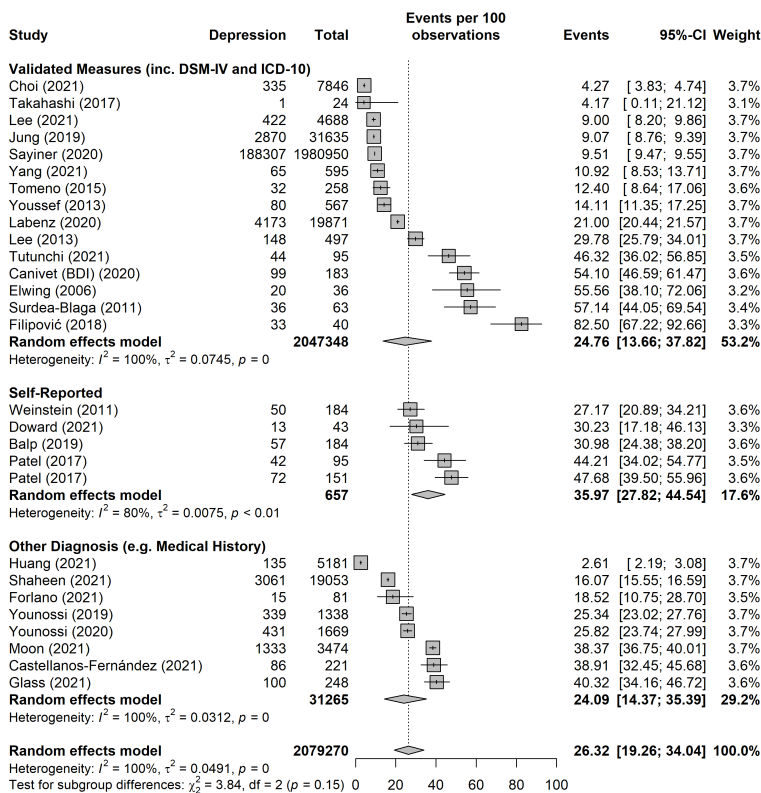 Events per 100
Study Depression Total observations Events 95%-CI Weight
Validated Measures (inc. DSM-IV and ICD-10)
Choi (2021) 335 7846 4.27 [ 3.83; 4.74] 3.7%
Takahashi (2017) 1 24 4.17 [ 0.11; 21.12] 3.1%
Lee (2021) 422 4688 9.00 [ 8.20; 9.86] 3.7%
Jung (2019) 2870 31635 9.07 [ 8.76; 9.39] 3.7%
Sayiner (2020) 188307 1980950 9.51 [ 9.47; 9.55] 3.7%
Yang (2021) 65 595 10.92 [ 8.53; 13.71] 3.7%
Tomeno (2015) 32 258 12.40 [ 8.64; 17.06] 3.6%
Youssef (2013) 80 567 14.11 [11.35; 17.25] 3.7%
Labenz (2020) 4173 19871 21.00 [20.44; 21.57] 3.7%
Lee (2013) 148 497 29.78 [25.79; 34.01] 3.7%
Tutunchi (2021) 44 95 46.32 [36.02; 56.85] 3.5%
Canivet (BDI) (2020) 99 183 54.10 [46.59; 61.47] 3.6%
Elwing (2006) 20 36 55.56 [38.10; 72.06] 3.2%
Surdea-Blaga (2011) 36 63 57.14 [44.05; 69.54] 3.4%
Filipović (2018) 33 40 82.50 [67.22; 92.66] 3.3%
Random effects model 2047348 24.76 [13.66; 37.82] 53.2%
Heterogeneity: I² = 100%, τ² = 0.0745, p = 0
Self-Reported
Weinstein (2011) 50 184 27.17 [20.89; 34.21] 3.6%
Doward (2021) 13 43 30.23 [17.18; 46.13] 3.3%
Balp (2019) 57 184 30.98 [24.38; 38.20] 3.6%
Patel (2017) 42 95 44.21 [34.02; 54.77] 3.5%
Patel (2017) 72 151 47.68 [39.50; 55.96] 3.6%
Random effects model 657 35.97 [27.82; 44.54] 17.6%
Heterogeneity: I² = 80%, τ² = 0.0075, p < 0.01
Other Diagnosis (e.g. Medical History)
Huang (2021) 135 5181 2.61 [ 2.19; 3.08] 3.7%
Shaheen (2021) 3061 19053 16.07 [15.55; 16.59] 3.7%
Forlano (2021) 15 81 18.52 [10.75; 28.70] 3.5%
Younossi (2019) 339 1338 25.34 [23.02; 27.76] 3.7%
Younossi (2020) 431 1669 25.82 [23.74; 27.99] 3.7%
Moon (2021) 1333 3474 38.37 [36.75; 40.01] 3.7%
Castellanos-Fernández (2021) 86 221 38.91 [32.45; 45.68] 3.6%
Glass (2021) 100 248 40.32 [34.16; 46.72] 3.6%
Random effects model 31265 24.09 [14.37; 35.39] 29.2%
Heterogeneity: I² = 100%, τ² = 0.0312, p = 0
Random effects model 2079270 26.32 [19.26; 34.04] 100.0%
Heterogeneity: I² = 100%, τ² = 0.0491, p = 0
Test for subgroup differences: χ²₂ = 3.84, df = 2 (p = 0.15)
0 20 40 60 80 100